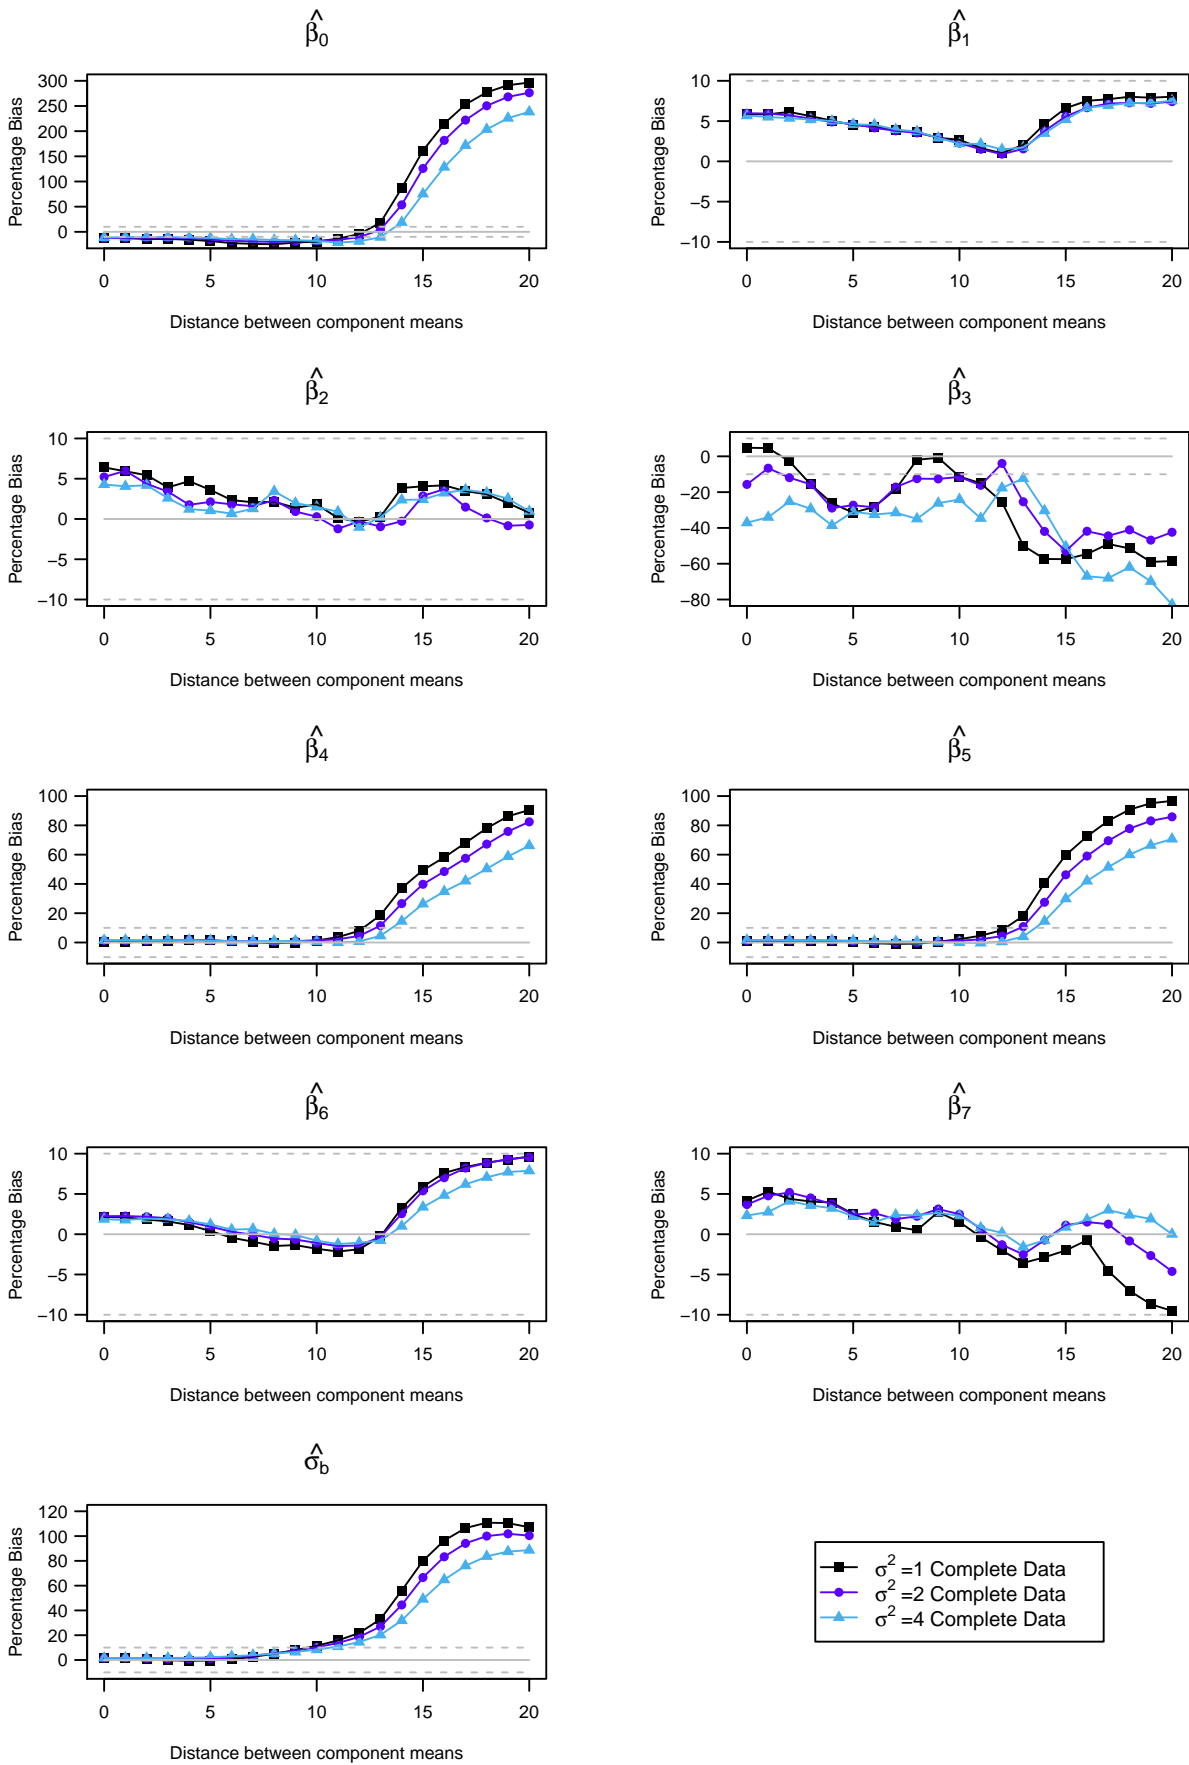 β̂0
Percentage Bias
300
250
200
150
100
50
0
0 5 10 15 20
Distance between component means
β̂1
Percentage Bias
10
5
0
−5
−10
0 5 10 15 20
Distance between component means
β̂2
Percentage Bias
10
5
0
−5
−10
0 5 10 15 20
Distance between component means
β̂3
Percentage Bias
0
−20
−40
−60
−80
0 5 10 15 20
Distance between component means
β̂4
Percentage Bias
100
80
60
40
20
0
0 5 10 15 20
Distance between component means
β̂5
Percentage Bias
100
80
60
40
20
0
0 5 10 15 20
Distance between component means
β̂6
Percentage Bias
10
5
0
−5
−10
0 5 10 15 20
Distance between component means
β̂7
Percentage Bias
10
5
0
−5
−10
0 5 10 15 20
Distance between component means
σ̂b
Percentage Bias
120
100
80
60
40
20
0
0 5 10 15 20
Distance between component means
σ² =1 Complete Data
σ² =2 Complete Data
σ² =4 Complete Data